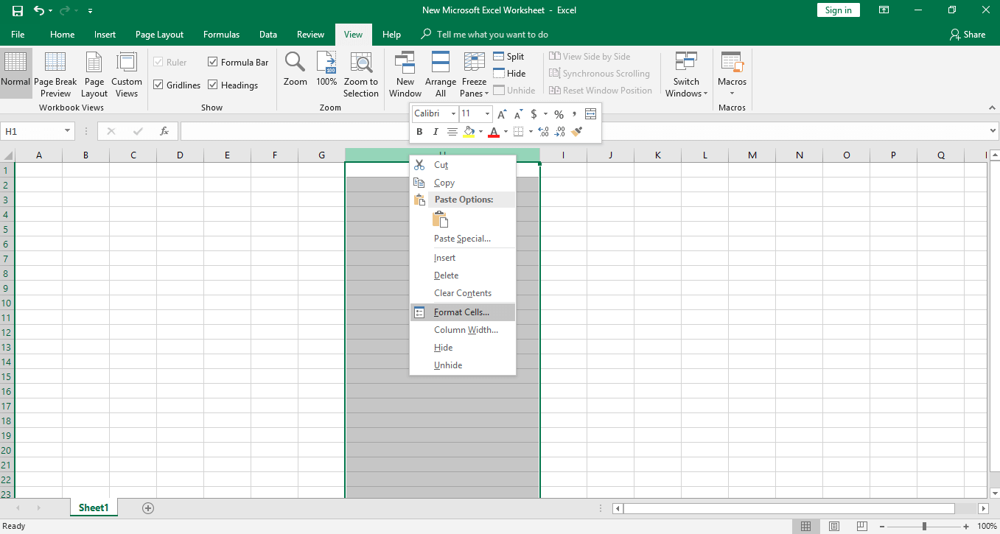 New Microsoft Excel Worksheet - Excel
Sign in
File Home Insert Page Layout Formulas Data Review View Help Tell me what you want to do
Share
Normal
Page Break Preview
Page Layout
Custom Views
Workbook Views
Ruler
Formula Bar
Gridlines
Headings
Show
Zoom
100%
Zoom to Selection
Zoom
New Window
Arrange All
Freeze Panes
Split
Hide
Unhide
View Side by Side
Synchronous Scrolling
Reset Window Position
Switch Windows
Macros
Macros
Calibri 11 A A $ % ,
B I A .00 .00
H1
fx
A B C D E F G H I J K L M N O P Q
1
2
3
4
5
6
7
8
9
10
11
12
13
14
15
16
17
18
19
20
21
22
23
Cut
Copy
Paste Options:
Paste Special...
Insert
Delete
Clear Contents
Format Cells...
Column Width...
Hide
Unhide
Sheet1
Ready
100%